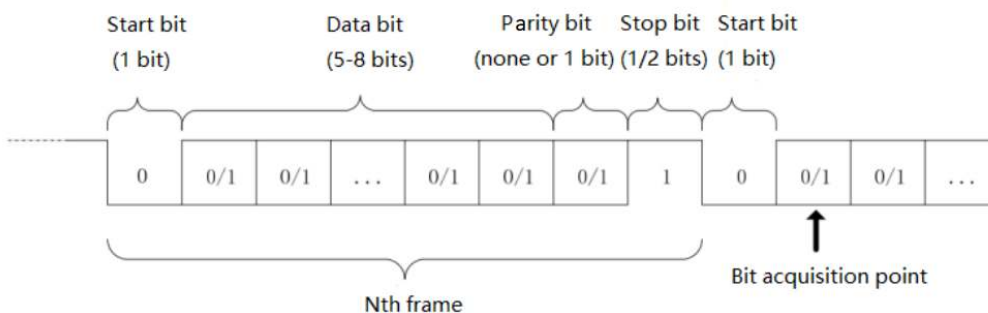 Start bit Data bit Parity bit Stop bit Start bit
(1 bit) (5-8 bits) (none or 1 bit) (1/2 bits) (1 bit)
0 0/1 0/1 ... 0/1 0/1 0/1 1 0 0/1 0/1 ...
Bit acquisition point
Nth frame